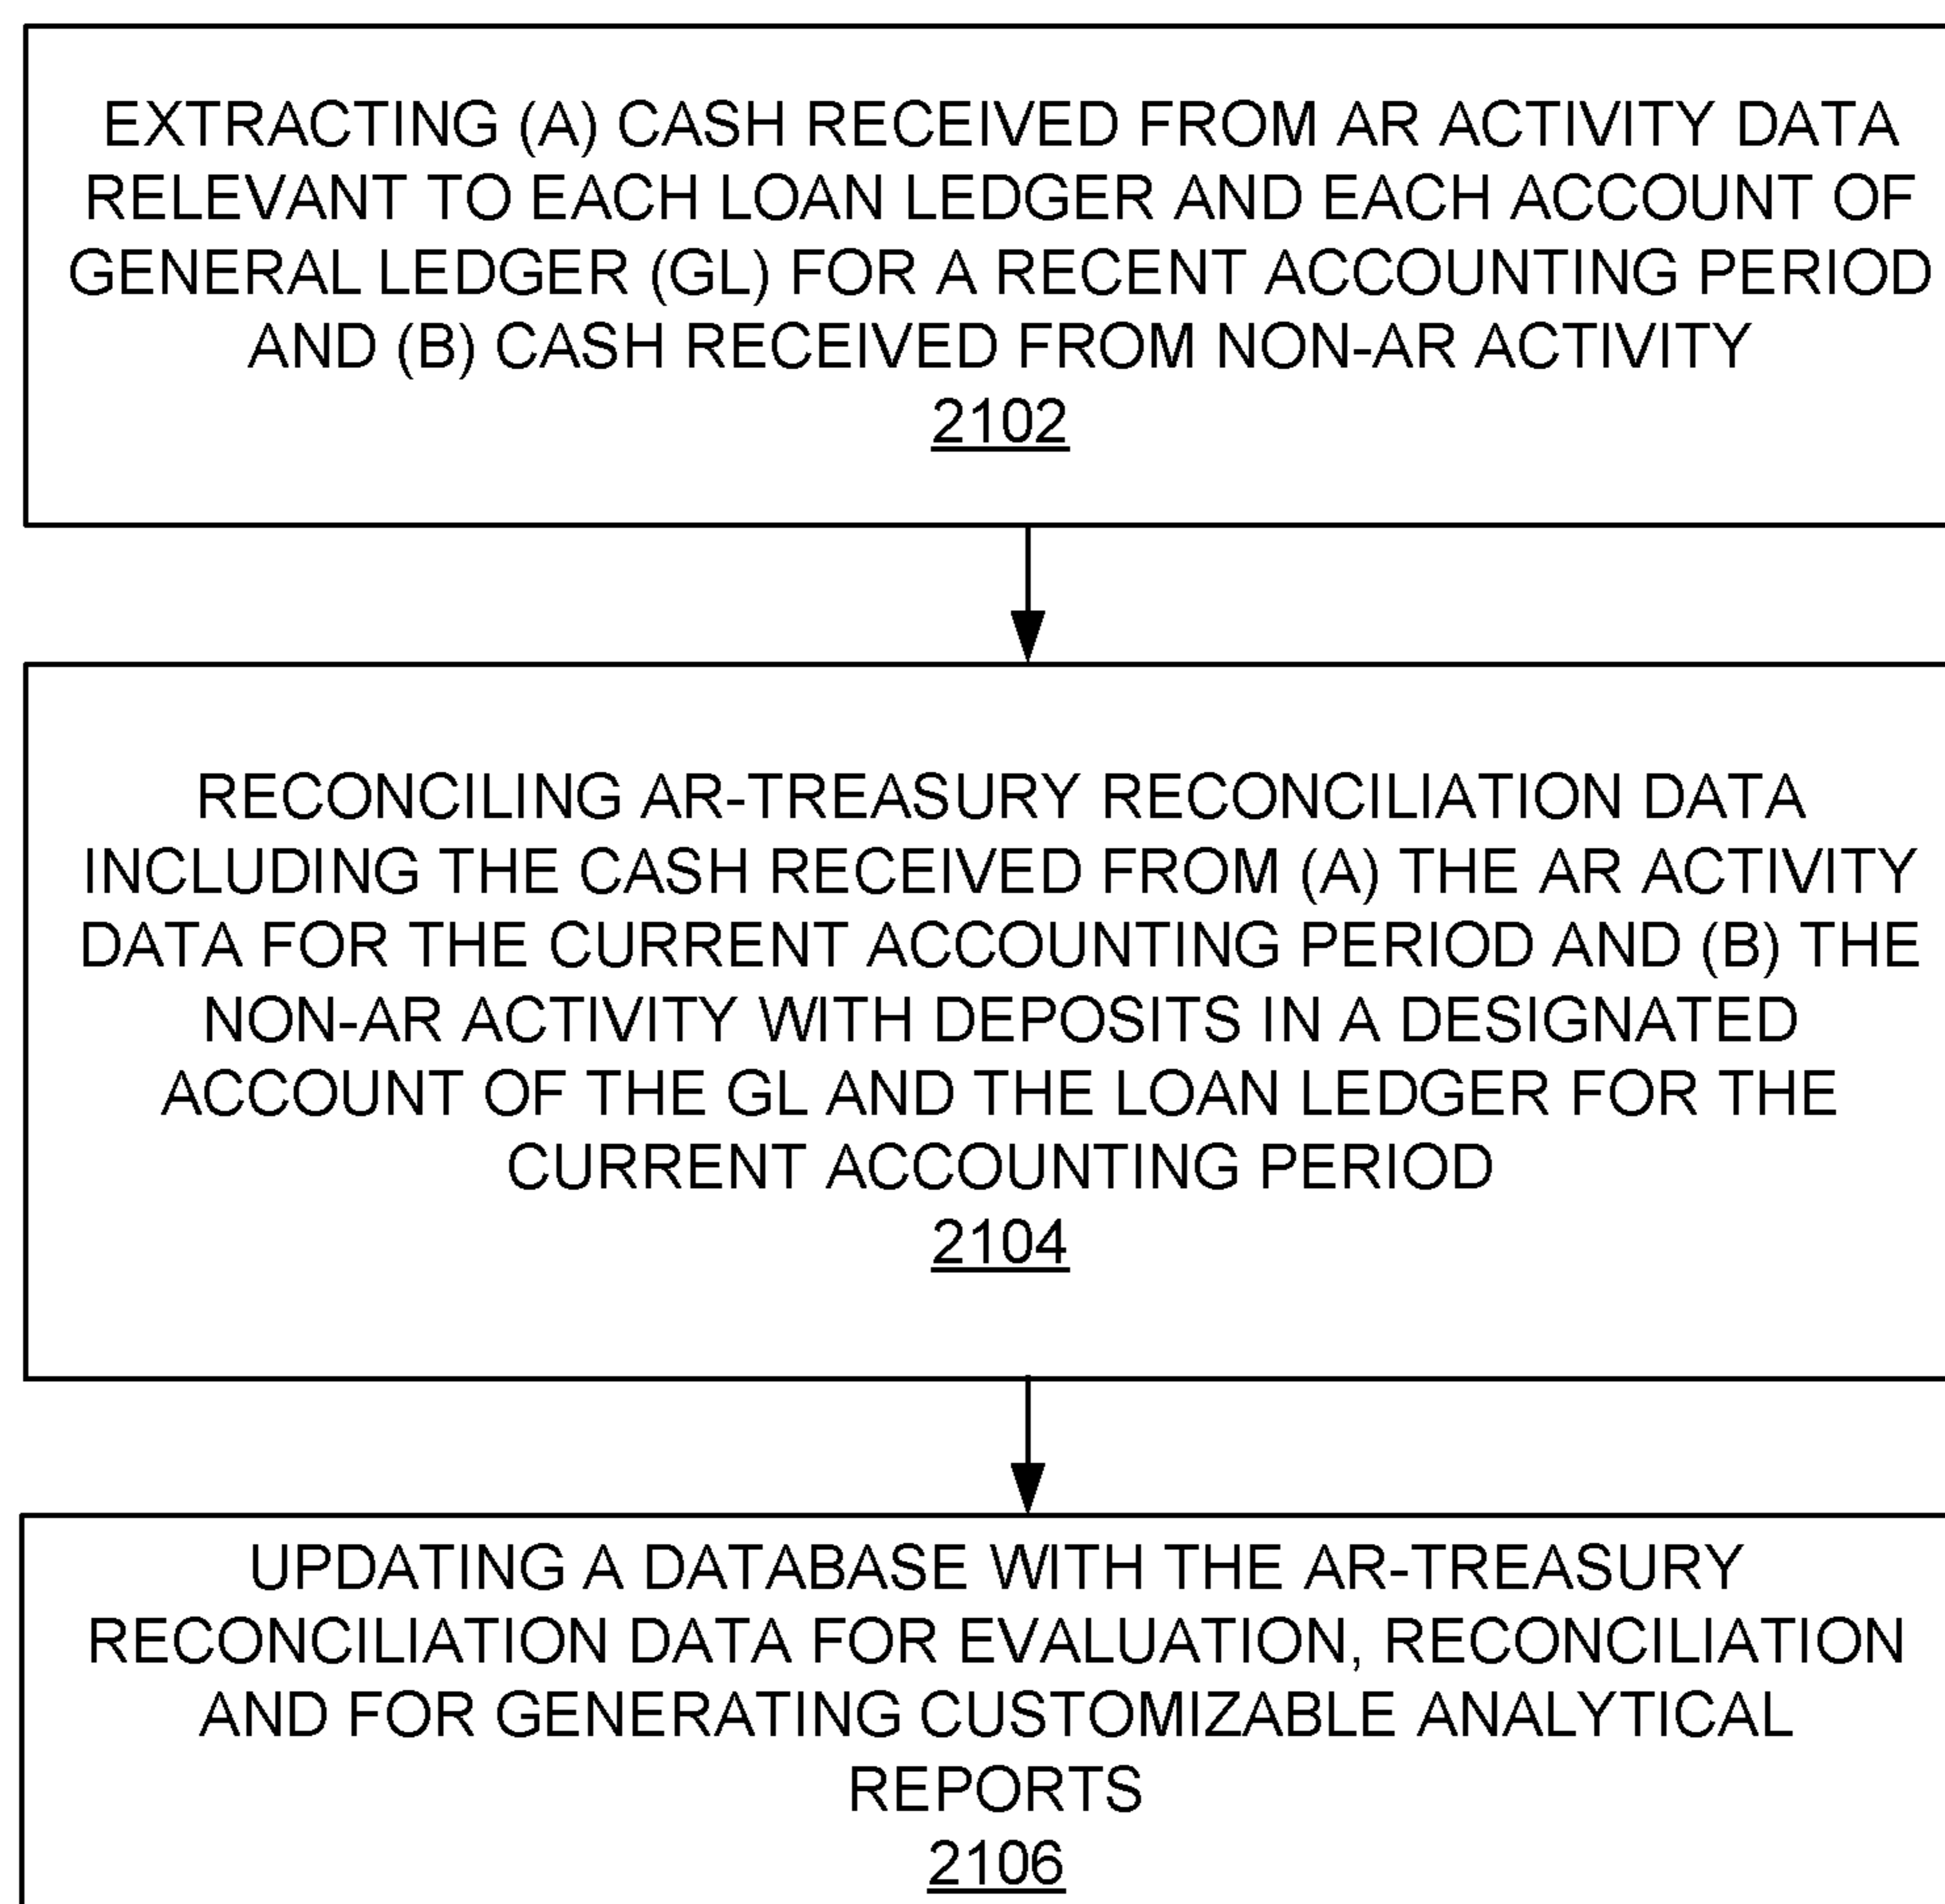 EXTRACTING (A) CASH RECEIVED FROM AR ACTIVITY DATA
RELEVANT TO EACH LOAN LEDGER AND EACH ACCOUNT OF
GENERAL LEDGER (GL) FOR A RECENT ACCOUNTING PERIOD
AND (B) CASH RECEIVED FROM NON-AR ACTIVITY
2102
RECONCILING AR-TREASURY RECONCILIATION DATA
INCLUDING THE CASH RECEIVED FROM (A) THE AR ACTIVITY
DATA FOR THE CURRENT ACCOUNTING PERIOD AND (B) THE
NON-AR ACTIVITY WITH DEPOSITS IN A DESIGNATED
ACCOUNT OF THE GL AND THE LOAN LEDGER FOR THE
CURRENT ACCOUNTING PERIOD
2104
UPDATING A DATABASE WITH THE AR-TREASURY
RECONCILIATION DATA FOR EVALUATION, RECONCILIATION
AND FOR GENERATING CUSTOMIZABLE ANALYTICAL
REPORTS
2106